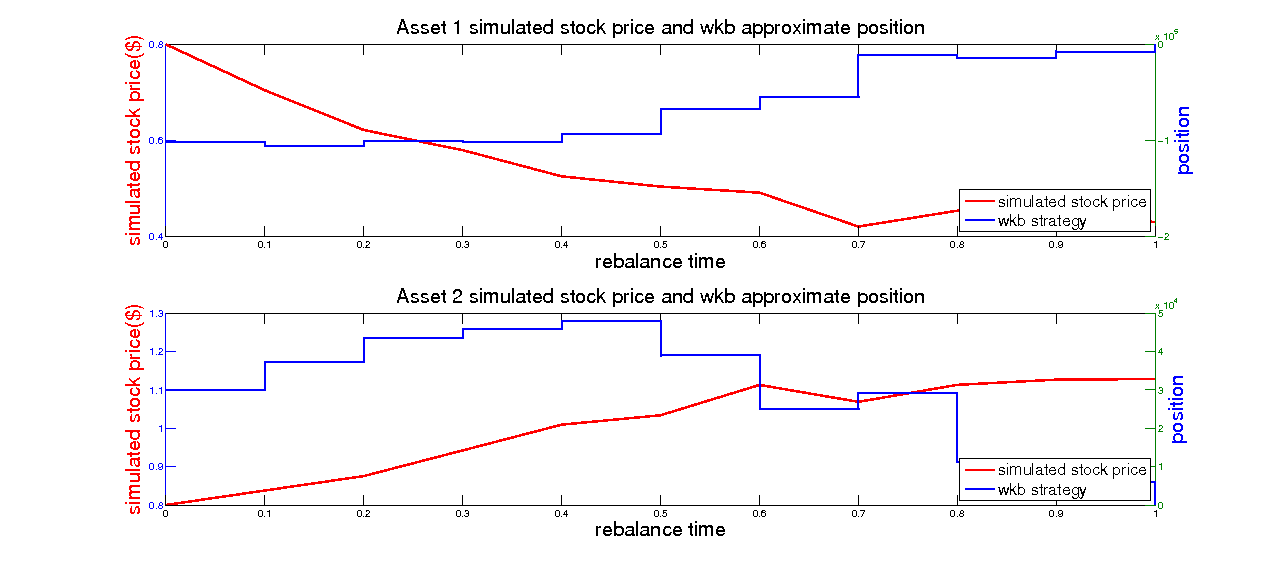 Asset 1 simulated stock price and wkb approximate position
x 10^5
0.8
0.6
0.4
simulated stock price($)
0
-1
-2
position
simulated stock price
wkb strategy
0 0.1 0.2 0.3 0.4 0.5 0.6 0.7 0.8 0.9 1
rebalance time
Asset 2 simulated stock price and wkb approximate position
x 10^4
1.3
1.2
1.1
1
0.9
0.8
simulated stock price($)
5
4
3
2
1
0
position
simulated stock price
wkb strategy
0 0.1 0.2 0.3 0.4 0.5 0.6 0.7 0.8 0.9 1
rebalance time